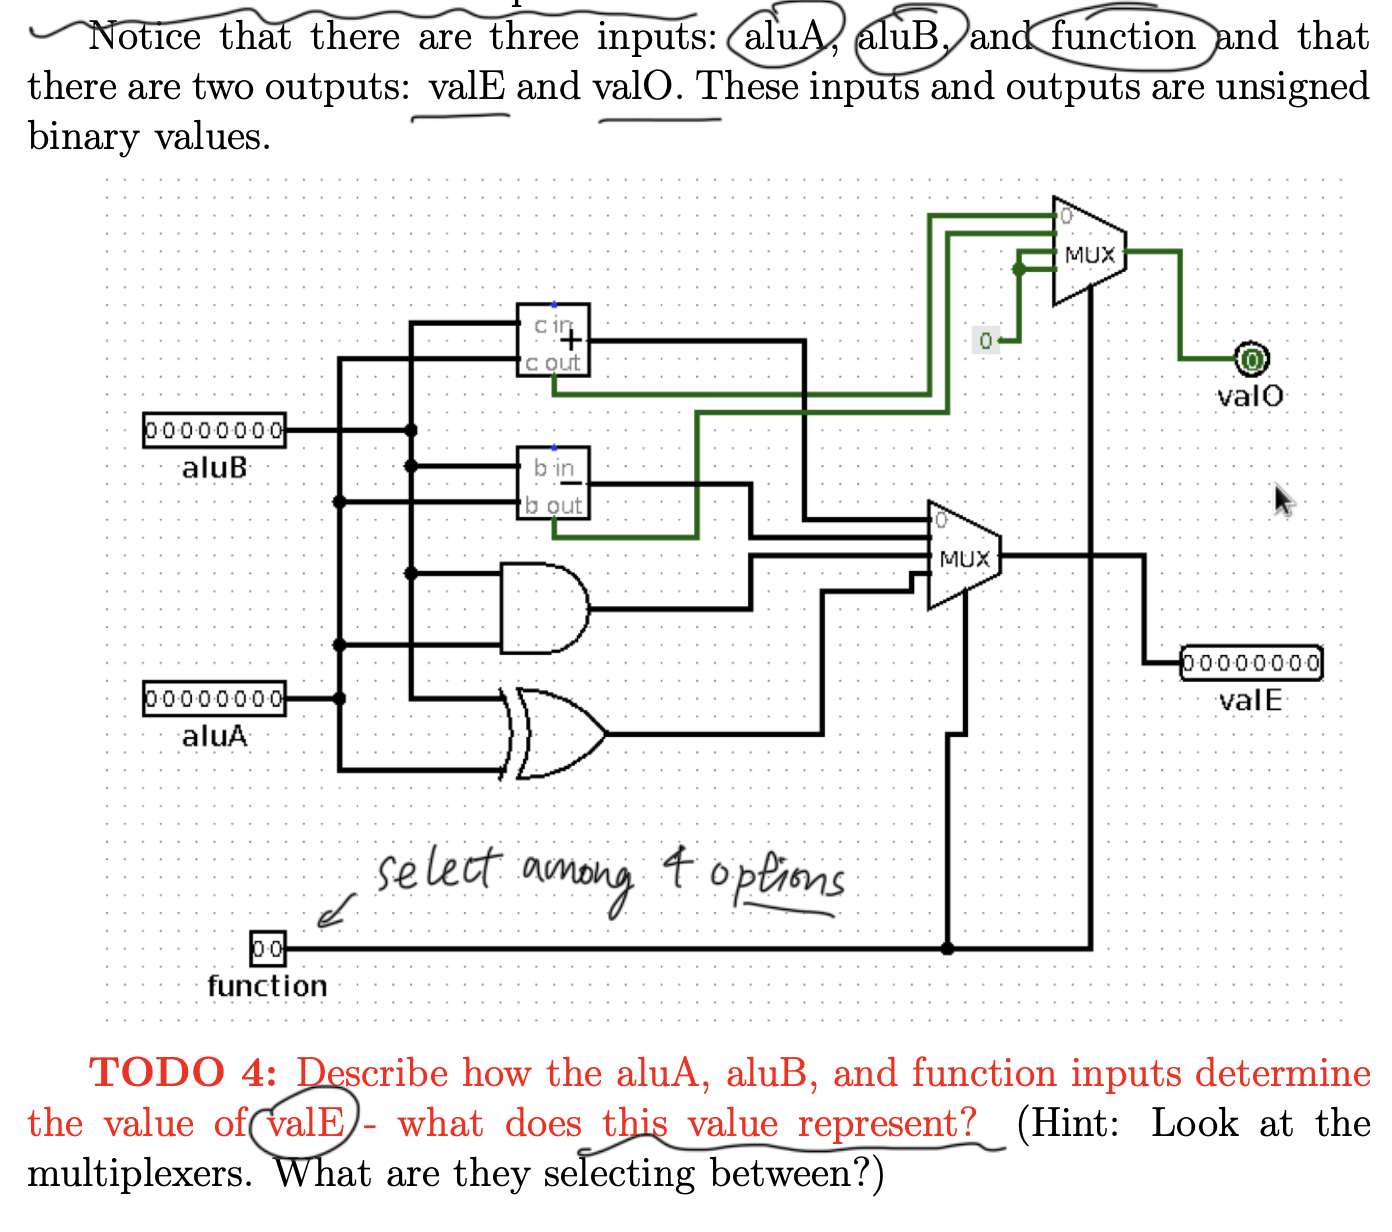 Notice that there are three inputs: aluA, aluB, and function and that
there are two outputs: valE and valO. These inputs and outputs are unsigned
binary values.
0
MUX
c in
+
c out
0
0
valO
00000000
aluB
b in
−
b out
0
MUX
00000000
aluA
00000000
valE
select among 4 options
00
function
TODO 4: Describe how the aluA, aluB, and function inputs determine
the value of valE - what does this value represent? (Hint: Look at the
multiplexers. What are they selecting between?)